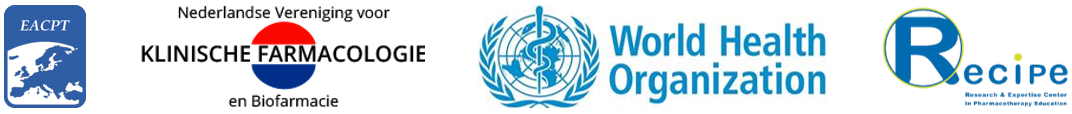 EACPT
Nederlandse Vereniging voor
KLINISCHE FARMACOLOGIE
en Biofarmacie
World Health
Organization
Recipe
Research & Expertise Center
In Pharmacotherapy Education